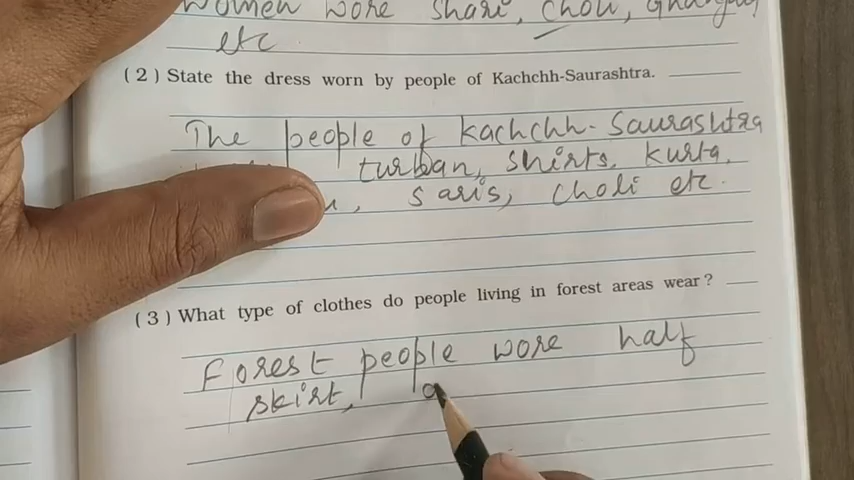 women wore shari, choli,
etc
(2) State the dress worn by people of Kachchh-Saurashtra.
The people of Kachchh-Saurashtra
turban, shirts, kurta,
saris, choli etc.
(3) What type of clothes do people living in forest areas wear?
Forest people wore half
skirt,